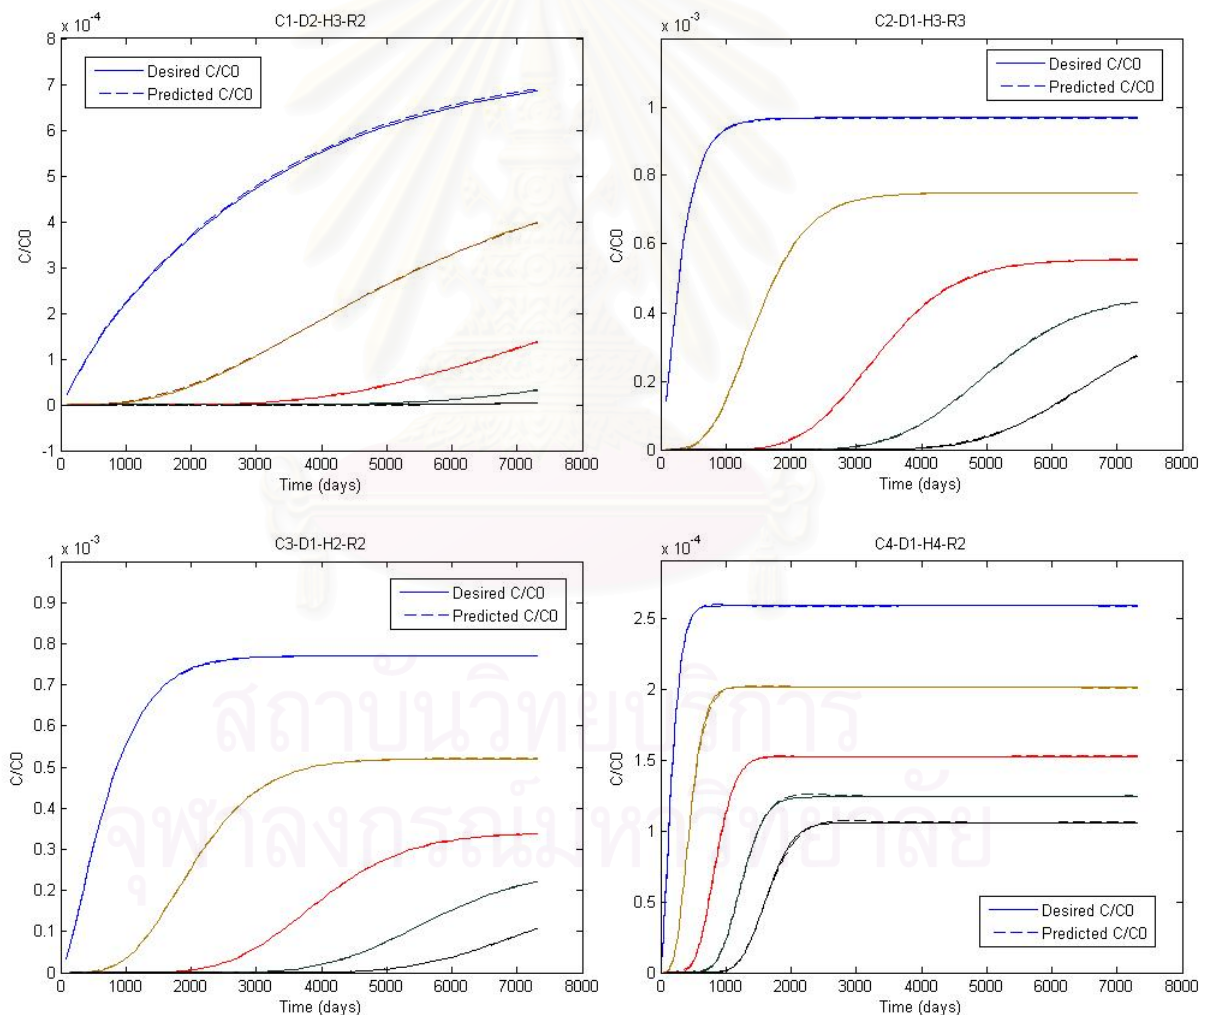 x 10-4
C1-D2-H3-R2
8
7
6
5
4
3
2
1
0
-1
C/C0
Desired C/C0
Predicted C/C0
0 1000 2000 3000 4000 5000 6000 7000 8000
Time (days)
x 10-3
C2-D1-H3-R3
1
0.8
0.6
0.4
0.2
0
C/C0
Desired C/C0
Predicted C/C0
0 1000 2000 3000 4000 5000 6000 7000 8000
Time (days)
x 10-3
C3-D1-H2-R2
1
0.9
0.8
0.7
0.6
0.5
0.4
0.3
0.2
0.1
0
C/C0
Desired C/C0
Predicted C/C0
0 1000 2000 3000 4000 5000 6000 7000 8000
Time (days)
x 10-4
C4-D1-H4-R2
2.5
2
1.5
1
0.5
0
C/C0
Desired C/C0
Predicted C/C0
0 1000 2000 3000 4000 5000 6000 7000 8000
Time (days)
สถาบันวิทยบริการ
จุฬาลงกรณ์มหาวิทยาลัย